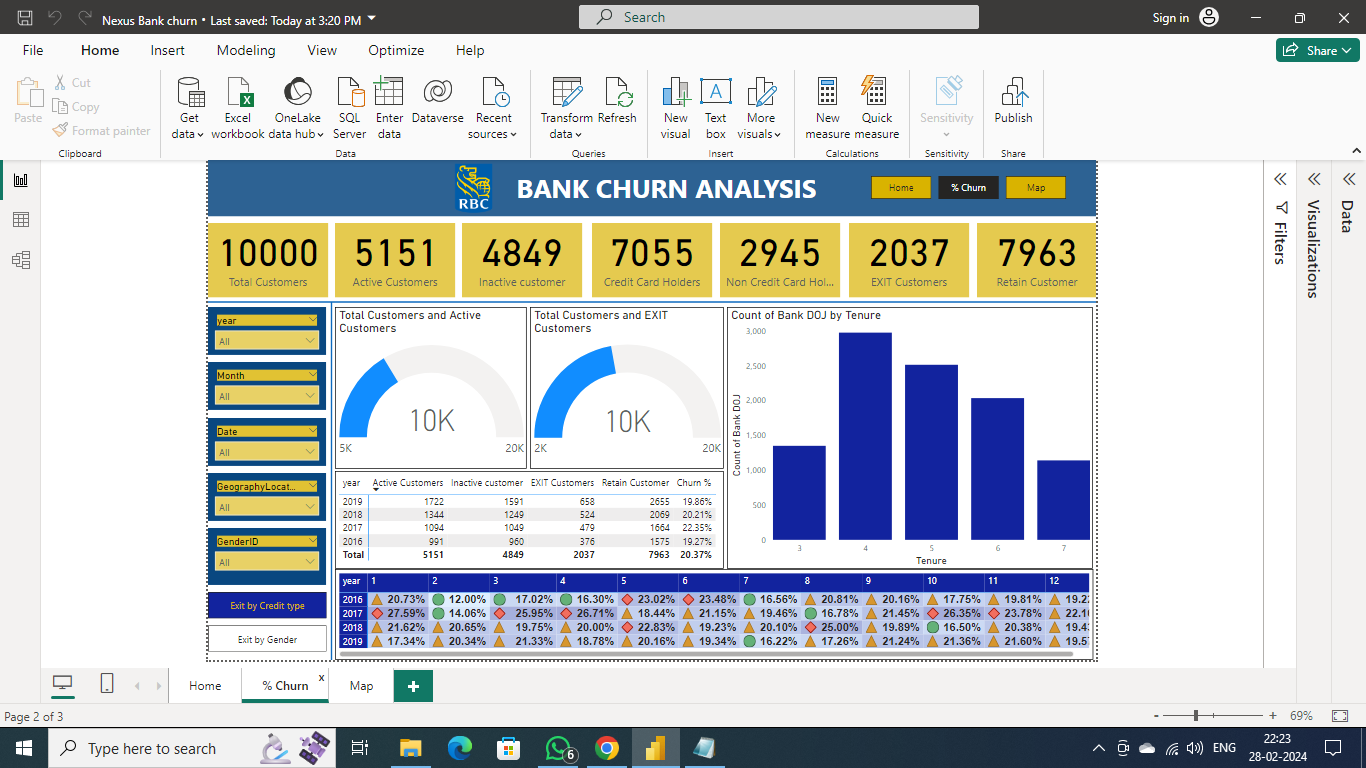 Nexus Bank churn • Last saved: Today at 3:20 PM
Search
Sign in
File Home Insert Modeling View Optimize Help
Share
Paste
Cut
Copy
Format painter
Clipboard
Get data
Excel workbook
OneLake data hub
SQL Server
Enter data
Dataverse
Recent sources
Data
Transform data
Refresh
Queries
New visual
Text box
More visuals
Insert
New measure
Quick measure
Calculations
Sensitivity
Sensitivity
Publish
Share
RBC
BANK CHURN ANALYSIS
Home
% Churn
Map
10000
Total Customers
5151
Active Customers
4849
Inactive customer
7055
Credit Card Holders
2945
Non Credit Card Hol...
2037
EXIT Customers
7963
Retain Customer
year
All
Month
All
Date
All
GeographyLocat...
All
GenderID
All
Exit by Credit type
Exit by Gender
Total Customers and Active
Customers
10K
5K 20K
Total Customers and EXIT
Customers
10K
2K 20K
Count of Bank DOJ by Tenure
Count of Bank DOJ
3,000
2,500
2,000
1,500
1,000
500
0
3 4 5 6 7
Tenure
year Active Customers Inactive customer EXIT Customers Retain Customer Churn %
2019 1722 1591 658 2655 19.86%
2018 1344 1249 524 2069 20.21%
2017 1094 1049 479 1664 22.35%
2016 991 960 376 1575 19.27%
Total 5151 4849 2037 7963 20.37%
year 1 2 3 4 5 6 7 8 9 10 11 12
2016 20.73% 12.00% 17.02% 16.30% 23.02% 23.48% 16.56% 20.81% 20.16% 17.75% 19.81% 19.2
2017 27.59% 14.06% 25.95% 26.71% 18.44% 21.15% 19.46% 16.78% 21.45% 26.35% 23.78% 22.1
2018 21.62% 20.65% 19.75% 20.00% 22.83% 19.23% 20.10% 25.00% 19.89% 16.50% 20.38% 19.4
2019 17.34% 20.34% 21.33% 18.78% 20.16% 19.34% 16.22% 17.26% 21.24% 21.36% 21.60% 19.5
Filters
Visualizations
Data
Home
% Churn
x
Map
+
Page 2 of 3
- + 69%
Type here to search
6
ENG
22:23
28-02-2024